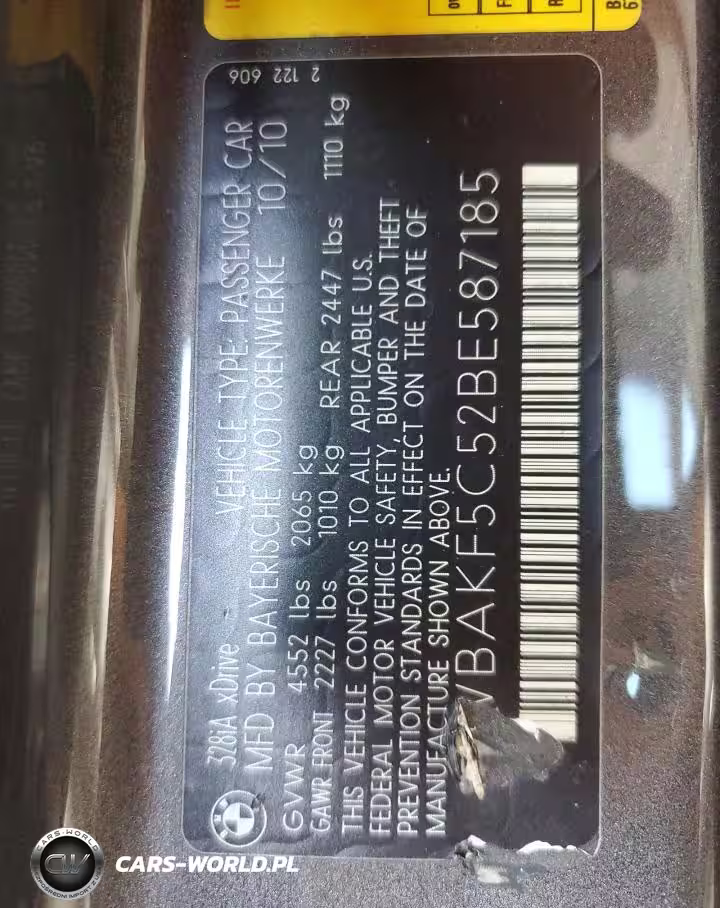 2 122 606
328iA xDrive VEHICLE TYPE: PASSENGER CAR
MFD BY BAYERISCHE MOTORENWERKE 10/10
GVWR 4552 lbs 2065 kg
GAWR FRONT 2227 lbs 1010 kg REAR 2447 lbs 1110 kg
THIS VEHICLE CONFORMS TO ALL APPLICABLE U.S.
FEDERAL MOTOR VEHICLE SAFETY, BUMPER AND THEFT
PREVENTION STANDARDS IN EFFECT ON THE DATE OF
MANUFACTURE SHOWN ABOVE.
WBAKF5C52BE587185
CARS-WORLD.PL